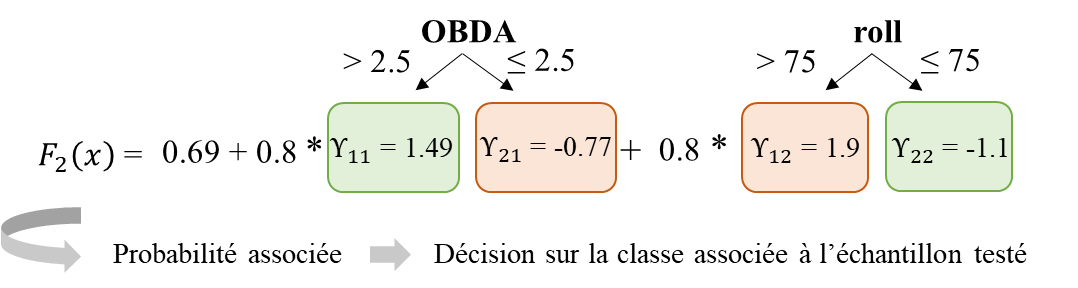 OBDA roll
> 2.5 ≤ 2.5 > 75 ≤ 75
F₂(x) = 0.69 + 0.8 * ϒ₁₁ = 1.49 ϒ₂₁ = -0.77 + 0.8 * ϒ₁₂ = 1.9 ϒ₂₂ = -1.1
Probabilité associée Décision sur la classe associée à l’échantillon testé